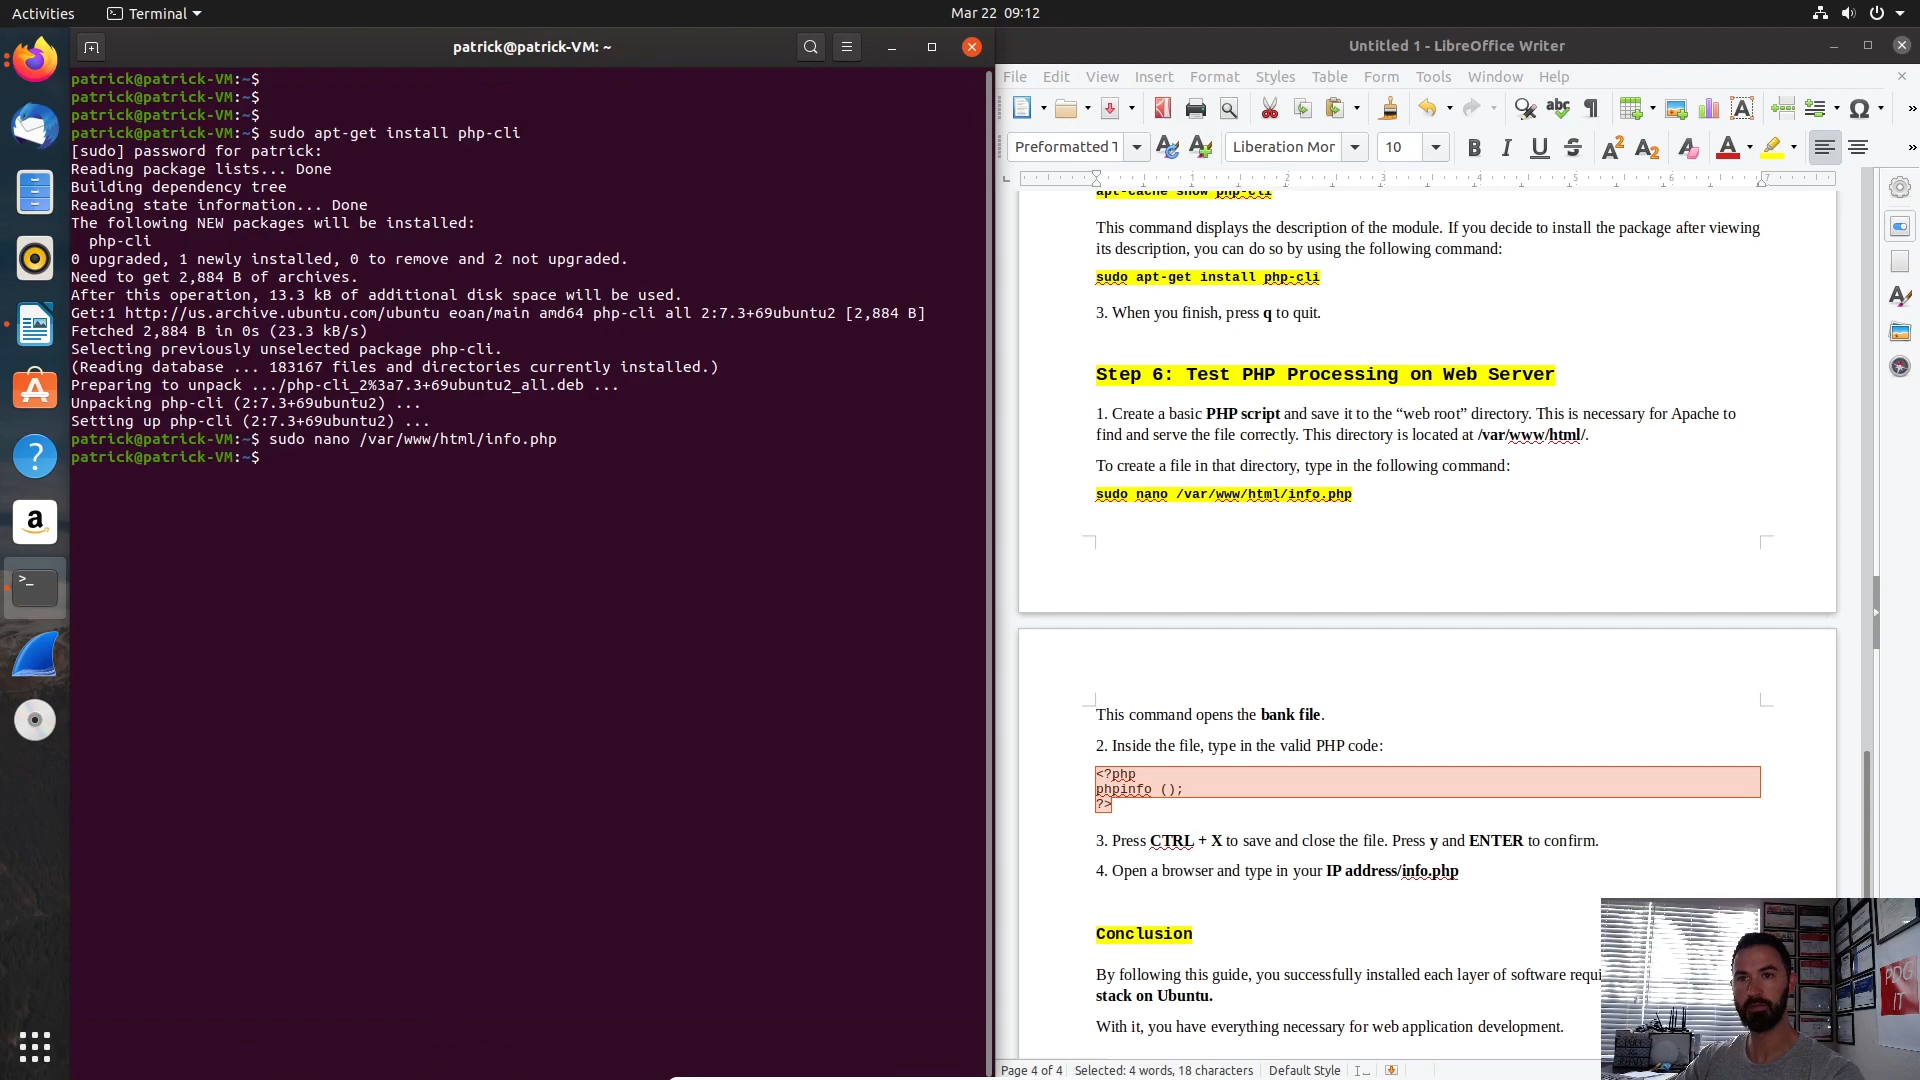 Activities
Terminal
Mar 22 09:12
patrick@patrick-VM: ~
patrick@patrick-VM:~$
patrick@patrick-VM:~$
patrick@patrick-VM:~$
patrick@patrick-VM:~$ sudo apt-get install php-cli
[sudo] password for patrick:
Reading package lists... Done
Building dependency tree
Reading state information... Done
The following NEW packages will be installed:
php-cli
0 upgraded, 1 newly installed, 0 to remove and 2 not upgraded.
Need to get 2,884 B of archives.
After this operation, 13.3 kB of additional disk space will be used.
Get:1 http://us.archive.ubuntu.com/ubuntu eoan/main amd64 php-cli all 2:7.3+69ubuntu2 [2,884 B]
Fetched 2,884 B in 0s (23.3 kB/s)
Selecting previously unselected package php-cli.
(Reading database ... 183167 files and directories currently installed.)
Preparing to unpack .../php-cli_2%3a7.3+69ubuntu2_all.deb ...
Unpacking php-cli (2:7.3+69ubuntu2) ...
Setting up php-cli (2:7.3+69ubuntu2) ...
patrick@patrick-VM:~$ sudo nano /var/www/html/info.php
patrick@patrick-VM:~$
Untitled 1 - LibreOffice Writer
File Edit View Insert Format Styles Table Form Tools Window Help
Preformatted T
Liberation Mor
10
1 2 3 4 5 6 7
apt-cache show php-cli
This command displays the description of the module. If you decide to install the package after viewing
its description, you can do so by using the following command:
sudo apt-get install php-cli
3. When you finish, press q to quit.
Step 6: Test PHP Processing on Web Server
1. Create a basic PHP script and save it to the “web root” directory. This is necessary for Apache to
find and serve the file correctly. This directory is located at /var/www/html/.
To create a file in that directory, type in the following command:
sudo nano /var/www/html/info.php
This command opens the bank file.
2. Inside the file, type in the valid PHP code:
<?php
phpinfo ();
?>
3. Press CTRL + X to save and close the file. Press y and ENTER to confirm.
4. Open a browser and type in your IP address/info.php
Conclusion
By following this guide, you successfully installed each layer of software requi
stack on Ubuntu.
With it, you have everything necessary for web application development.
Page 4 of 4
Selected: 4 words, 18 characters
Default Style
PDG
IT